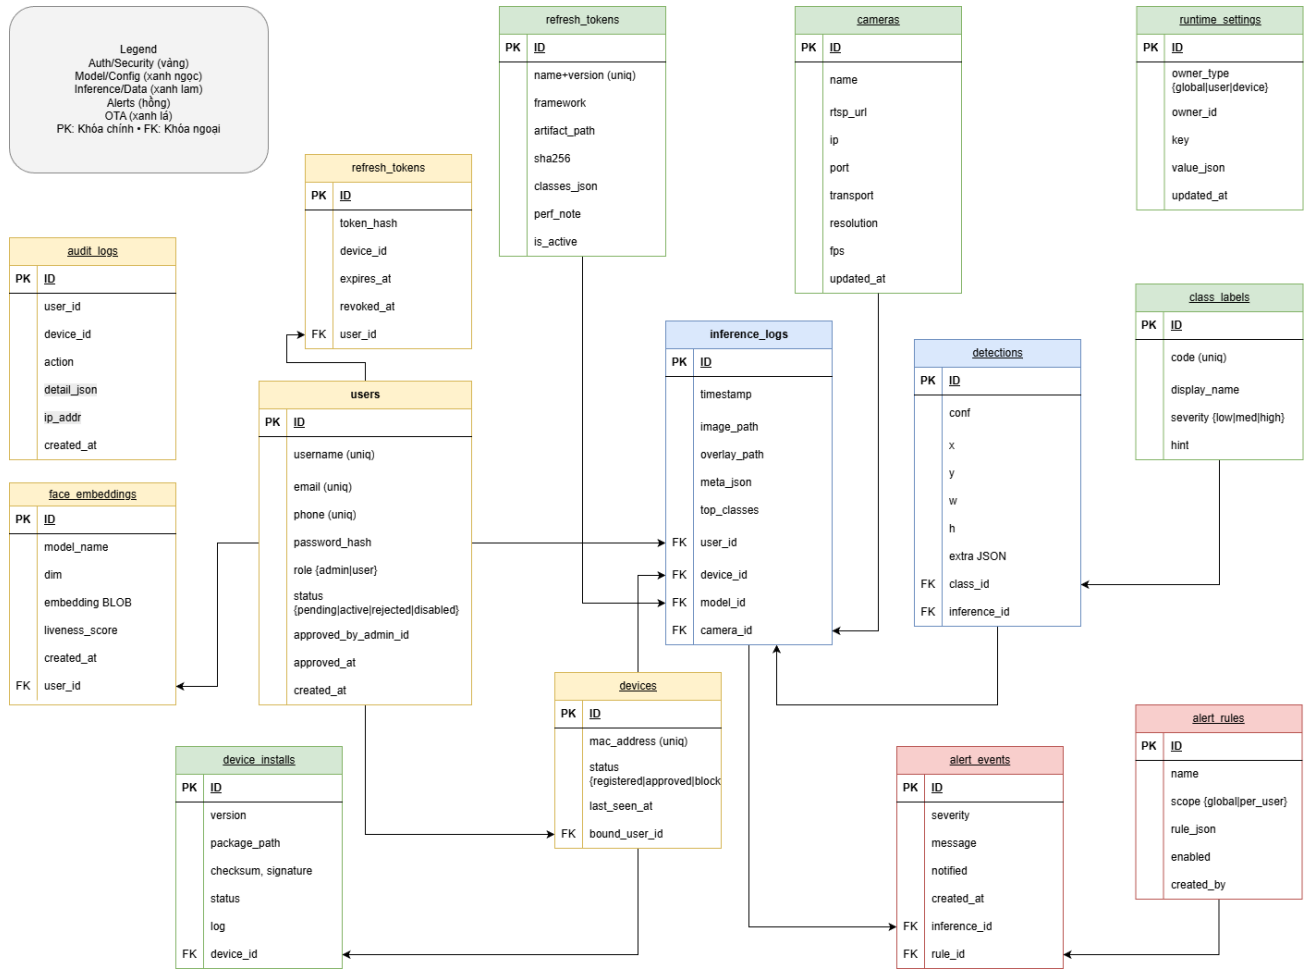 Legend
Auth/Security (vàng)
Model/Config (xanh ngọc)
Inference/Data (xanh lam)
Alerts (hồng)
OTA (xanh lá)
PK: Khóa chính • FK: Khóa ngoại
refresh_tokens
PK ID
name+version (uniq)
framework
artifact_path
sha256
classes_json
perf_note
is_active
cameras
PK ID
name
rtsp_url
ip
port
transport
resolution
fps
updated_at
runtime_settings
PK ID
owner_type
{global|user|device}
owner_id
key
value_json
updated_at
refresh_tokens
PK ID
token_hash
device_id
expires_at
revoked_at
FK user_id
audit_logs
PK ID
user_id
device_id
action
detail_json
ip_addr
created_at
class_labels
PK ID
code (uniq)
display_name
severity {low|med|high}
hint
inference_logs
PK ID
timestamp
image_path
overlay_path
meta_json
top_classes
FK user_id
FK device_id
FK model_id
FK camera_id
detections
PK ID
conf
x
y
w
h
extra JSON
FK class_id
FK inference_id
users
PK ID
username (uniq)
email (uniq)
phone (uniq)
password_hash
role {admin|user}
status
{pending|active|rejected|disabled}
approved_by_admin_id
approved_at
created_at
face_embeddings
PK ID
model_name
dim
embedding BLOB
liveness_score
created_at
FK user_id
devices
PK ID
mac_address (uniq)
status
{registered|approved|block
last_seen_at
FK bound_user_id
device_installs
PK ID
version
package_path
checksum, signature
status
log
FK device_id
alert_events
PK ID
severity
message
notified
created_at
FK inference_id
FK rule_id
alert_rules
PK ID
name
scope {global|per_user}
rule_json
enabled
created_by